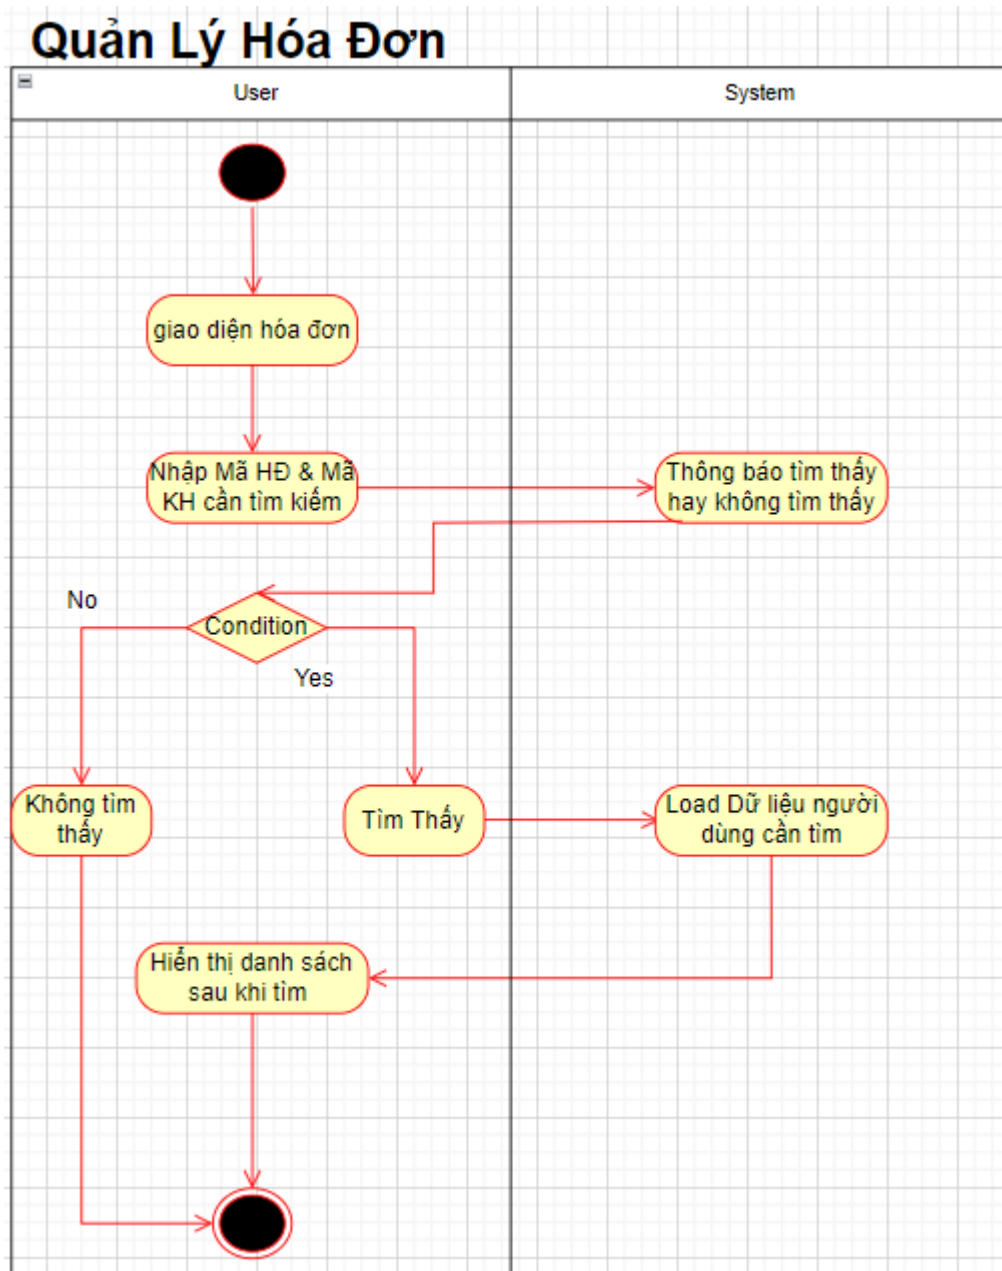 Quản Lý Hóa Đơn
User
System
giao diện hóa đơn
Nhập Mã HĐ & Mã
KH cần tìm kiếm
Thông báo tìm thấy
hay không tìm thấy
No
Condition
Yes
Không tìm
thấy
Tìm Thấy
Load Dữ liệu người
dùng cần tìm
Hiển thị danh sách
sau khi tìm